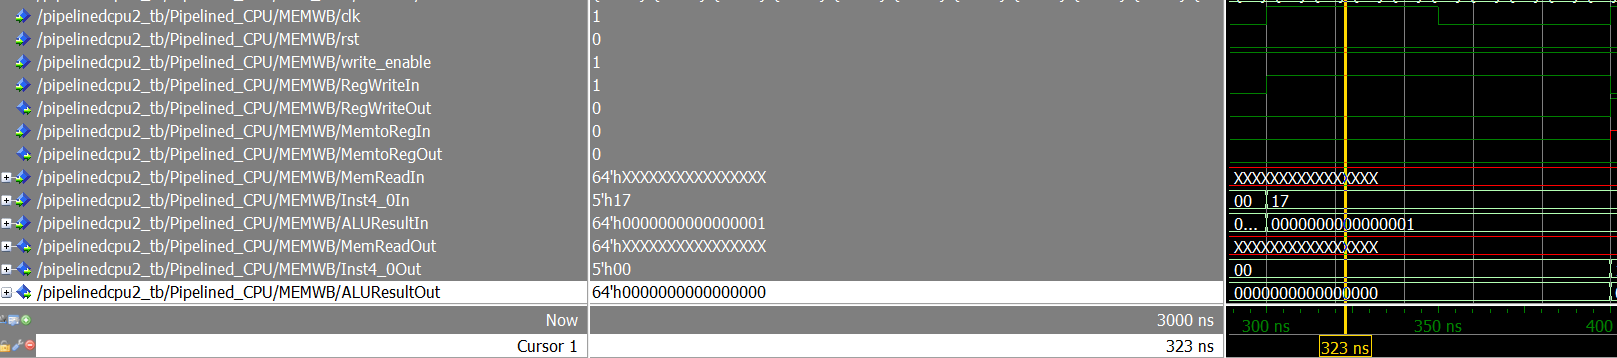 /pipelinedcpu2_tb/Pipelined_CPU/MEMWB/clk 1
/pipelinedcpu2_tb/Pipelined_CPU/MEMWB/rst 0
/pipelinedcpu2_tb/Pipelined_CPU/MEMWB/write_enable 1
/pipelinedcpu2_tb/Pipelined_CPU/MEMWB/RegWriteIn 1
/pipelinedcpu2_tb/Pipelined_CPU/MEMWB/RegWriteOut 0
/pipelinedcpu2_tb/Pipelined_CPU/MEMWB/MemtoRegIn 0
/pipelinedcpu2_tb/Pipelined_CPU/MEMWB/MemtoRegOut 0
/pipelinedcpu2_tb/Pipelined_CPU/MEMWB/MemReadIn 64'hXXXXXXXXXXXXXXXX XXXXXXXXXXXXXXXX
/pipelinedcpu2_tb/Pipelined_CPU/MEMWB/Inst4_0In 5'h17 00 17
/pipelinedcpu2_tb/Pipelined_CPU/MEMWB/ALUResultIn 64'h0000000000000001 0... 0000000000000001
/pipelinedcpu2_tb/Pipelined_CPU/MEMWB/MemReadOut 64'hXXXXXXXXXXXXXXXX XXXXXXXXXXXXXXXX
/pipelinedcpu2_tb/Pipelined_CPU/MEMWB/Inst4_0Out 5'h00 00
/pipelinedcpu2_tb/Pipelined_CPU/MEMWB/ALUResultOut 64'h0000000000000000 0000000000000000
Now 3000 ns 300 ns 350 ns 400
Cursor 1 323 ns 323 ns